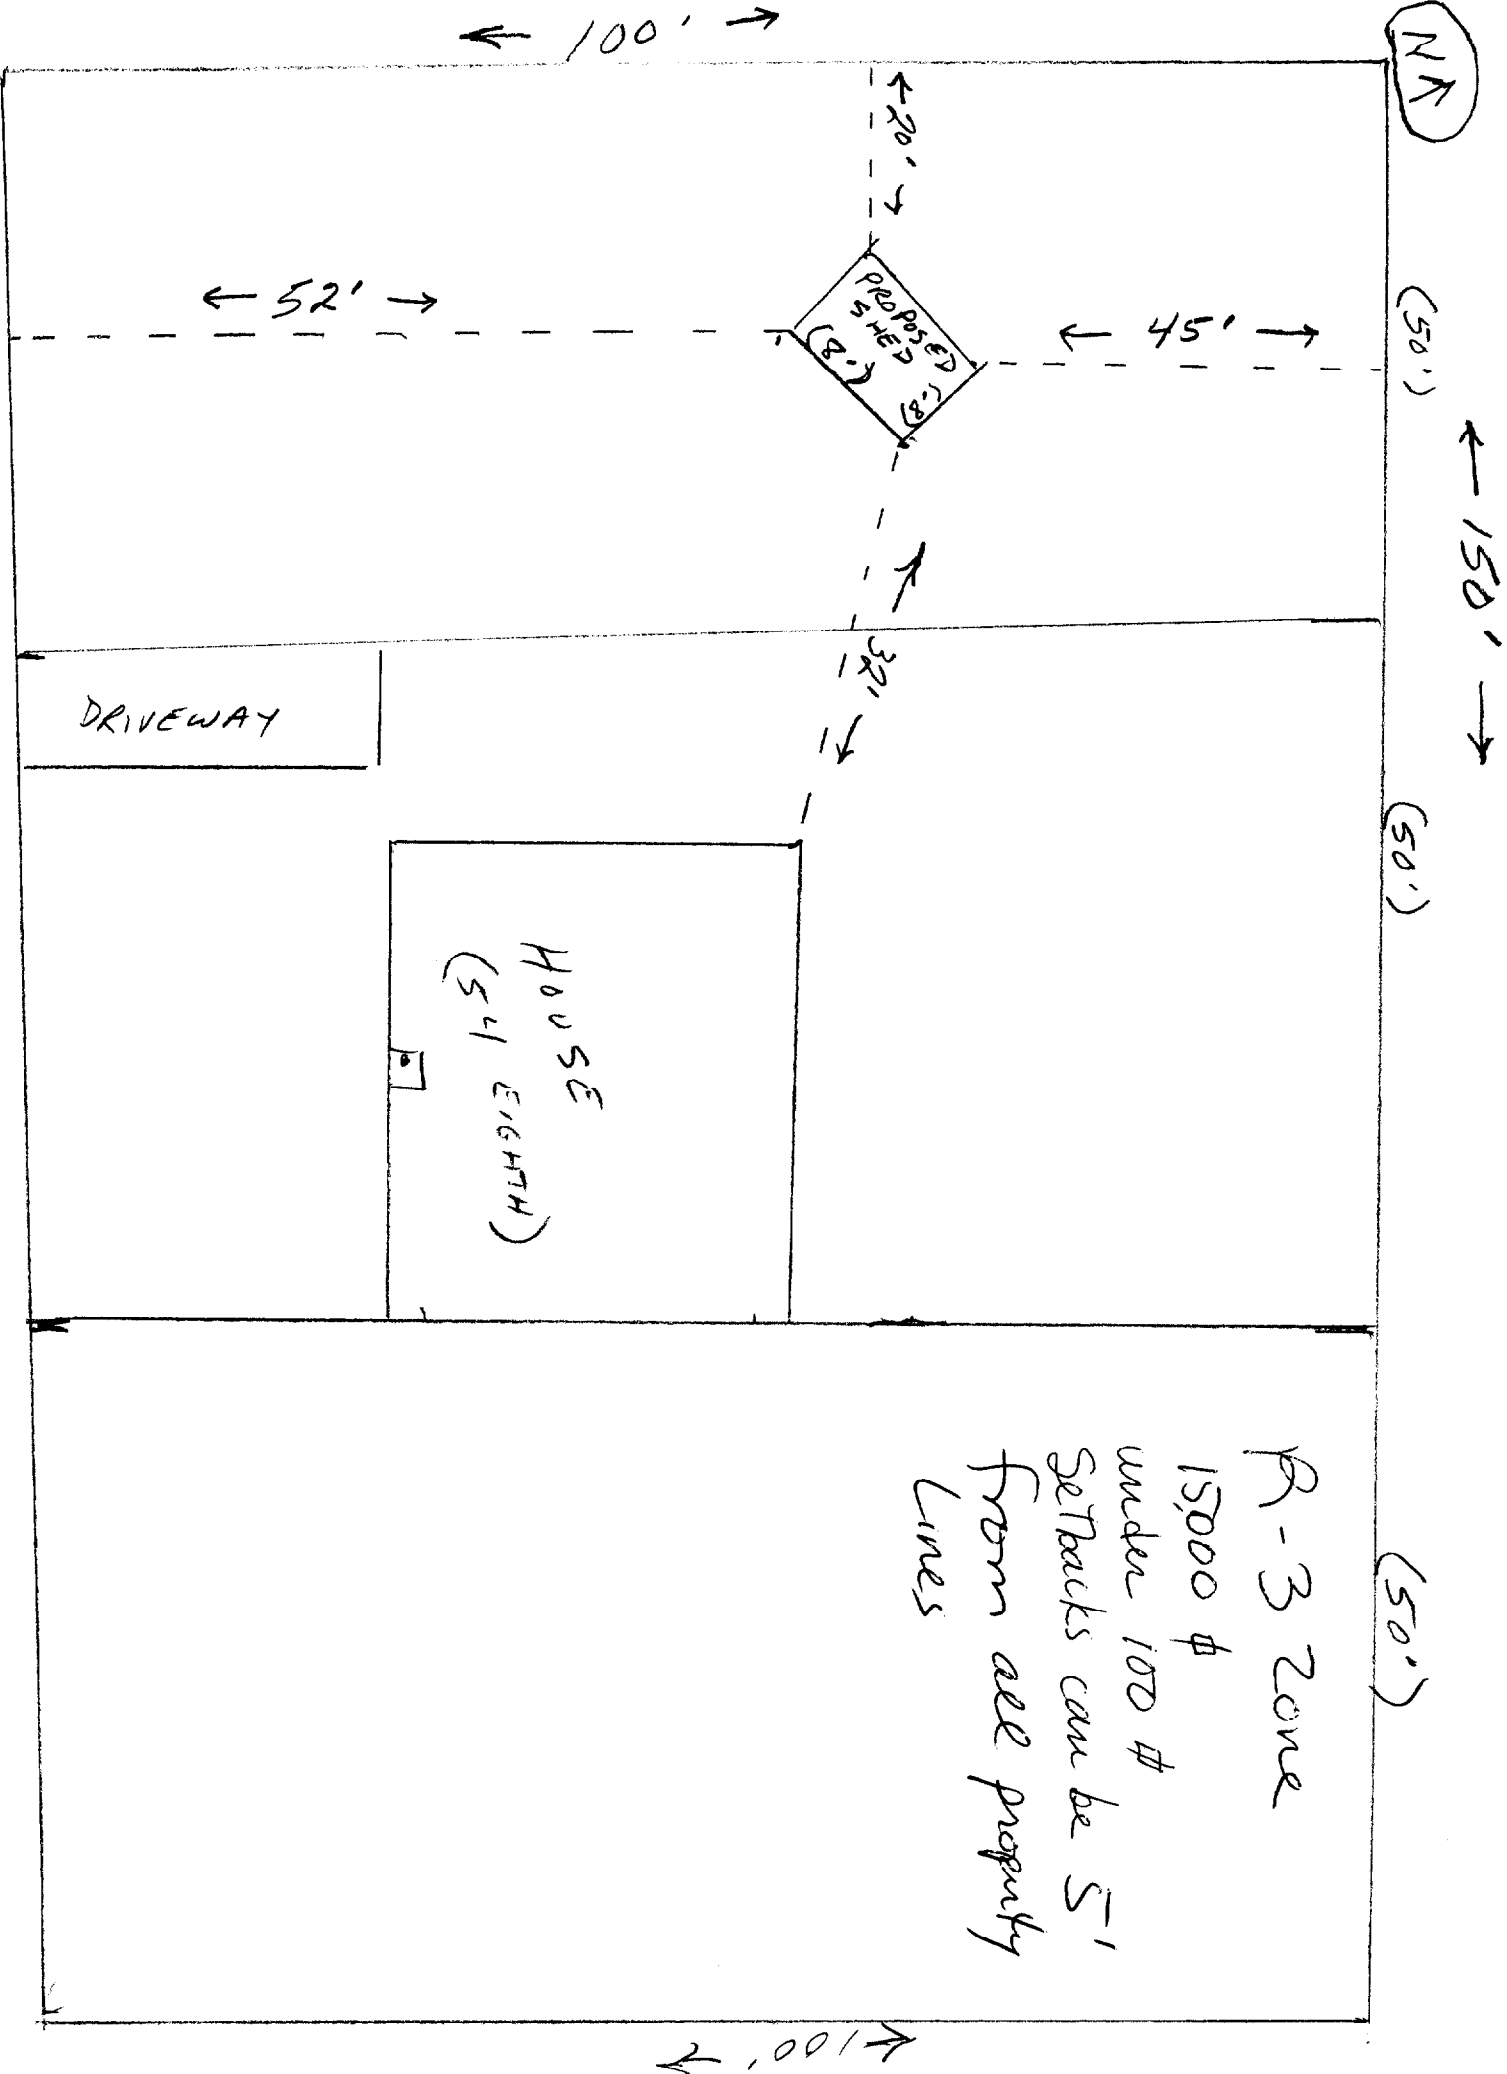 N
100'
150'
(50')
(50')
(50')
20'
52'
45'
PROPOSED
SHED
(8')
(8')
32'
DRIVEWAY
HOUSE
(54 EIGHTH)
R-3 Zone
15,000 ⏀
under 100 ⏀
Setbacks can be 5'
from all property
Lines
100'